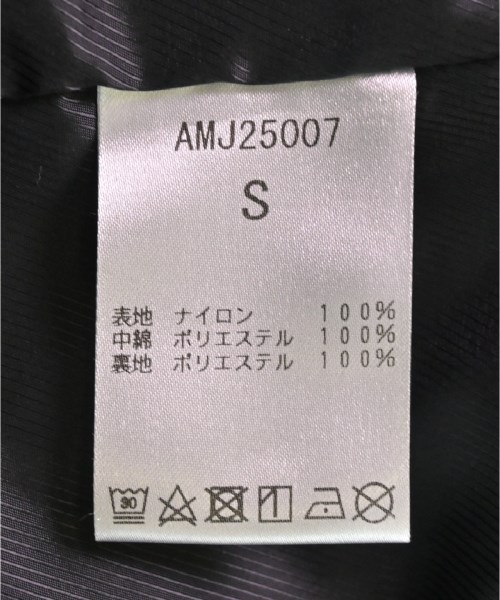 AMJ25007
S
表地 ナイロン 100%
中綿 ポリエステル 100%
裏地 ポリエステル 100%
30